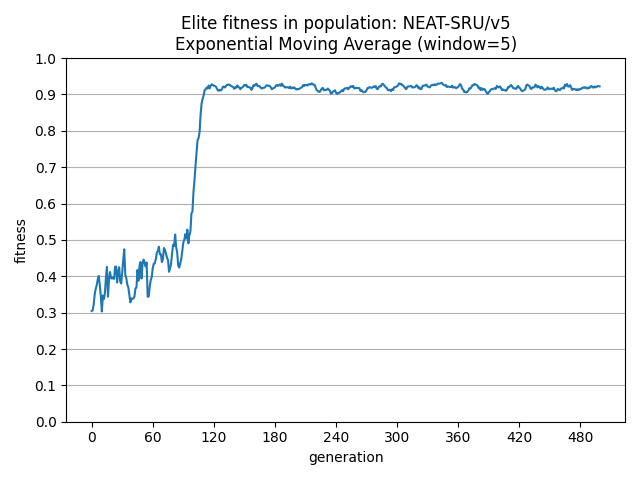 Elite fitness in population: NEAT-SRU/v5
Exponential Moving Average (window=5)
1.0
0.9
0.8
0.7
0.6
0.5
0.4
0.3
0.2
0.1
0.0
fitness
0 60 120 180 240 300 360 420 480
generation